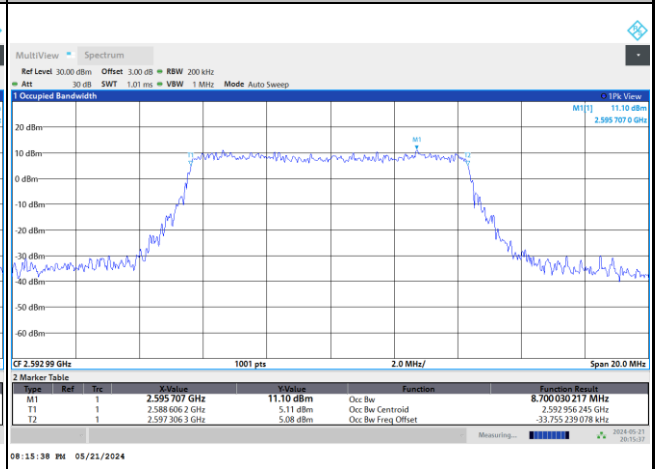 MultiView Spectrum
Ref Level 30.00 dBm Offset 3.00 dB RBW 200 kHz
Att 30 dB SWT 1.01 ms VBW 1 MHz Mode Auto Sweep
1 Occupied Bandwidth 1Pk View
M1[1] 11.10 dBm
2.595 707 0 GHz
20 dBm
M1
10 dBm
0 dBm
-10 dBm
-20 dBm
-30 dBm
-40 dBm
-50 dBm
-60 dBm
CF 2.592 99 GHz 1001 pts 2.0 MHz/ Span 20.0 MHz
2 Marker Table
Type Ref Trc X-Value Y-Value Function Function Result
M1 1 2.595 707 GHz 11.10 dBm Occ Bw 8.700 030 217 MHz
T1 1 2.588 606 2 GHz 5.11 dBm Occ Bw Centroid 2.592 956 245 GHz
T2 1 2.597 306 3 GHz 5.08 dBm Occ Bw Freq Offset -33.755 239 078 kHz
Measuring... 2024-05-21
20:15:37
08:15:38 PM 05/21/2024